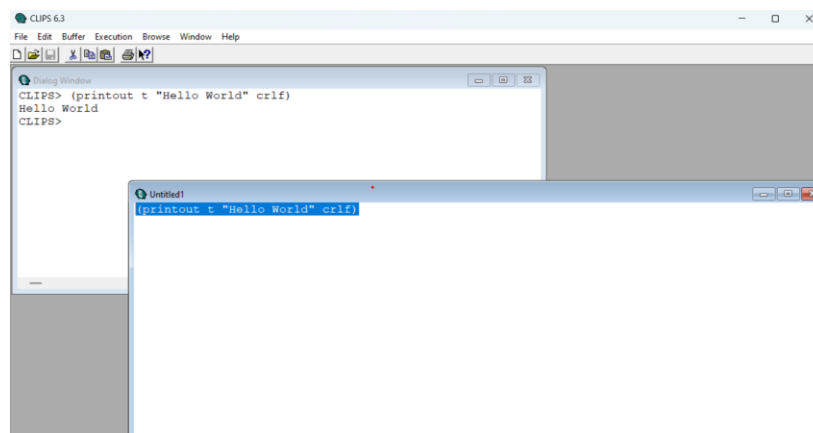 CLIPS 6.3
File Edit Buffer Execution Browse Window Help
Dialog Window
CLIPS> (printout t "Hello World" crlf)
Hello World
CLIPS>
Untitled1
(printout t "Hello World" crlf)